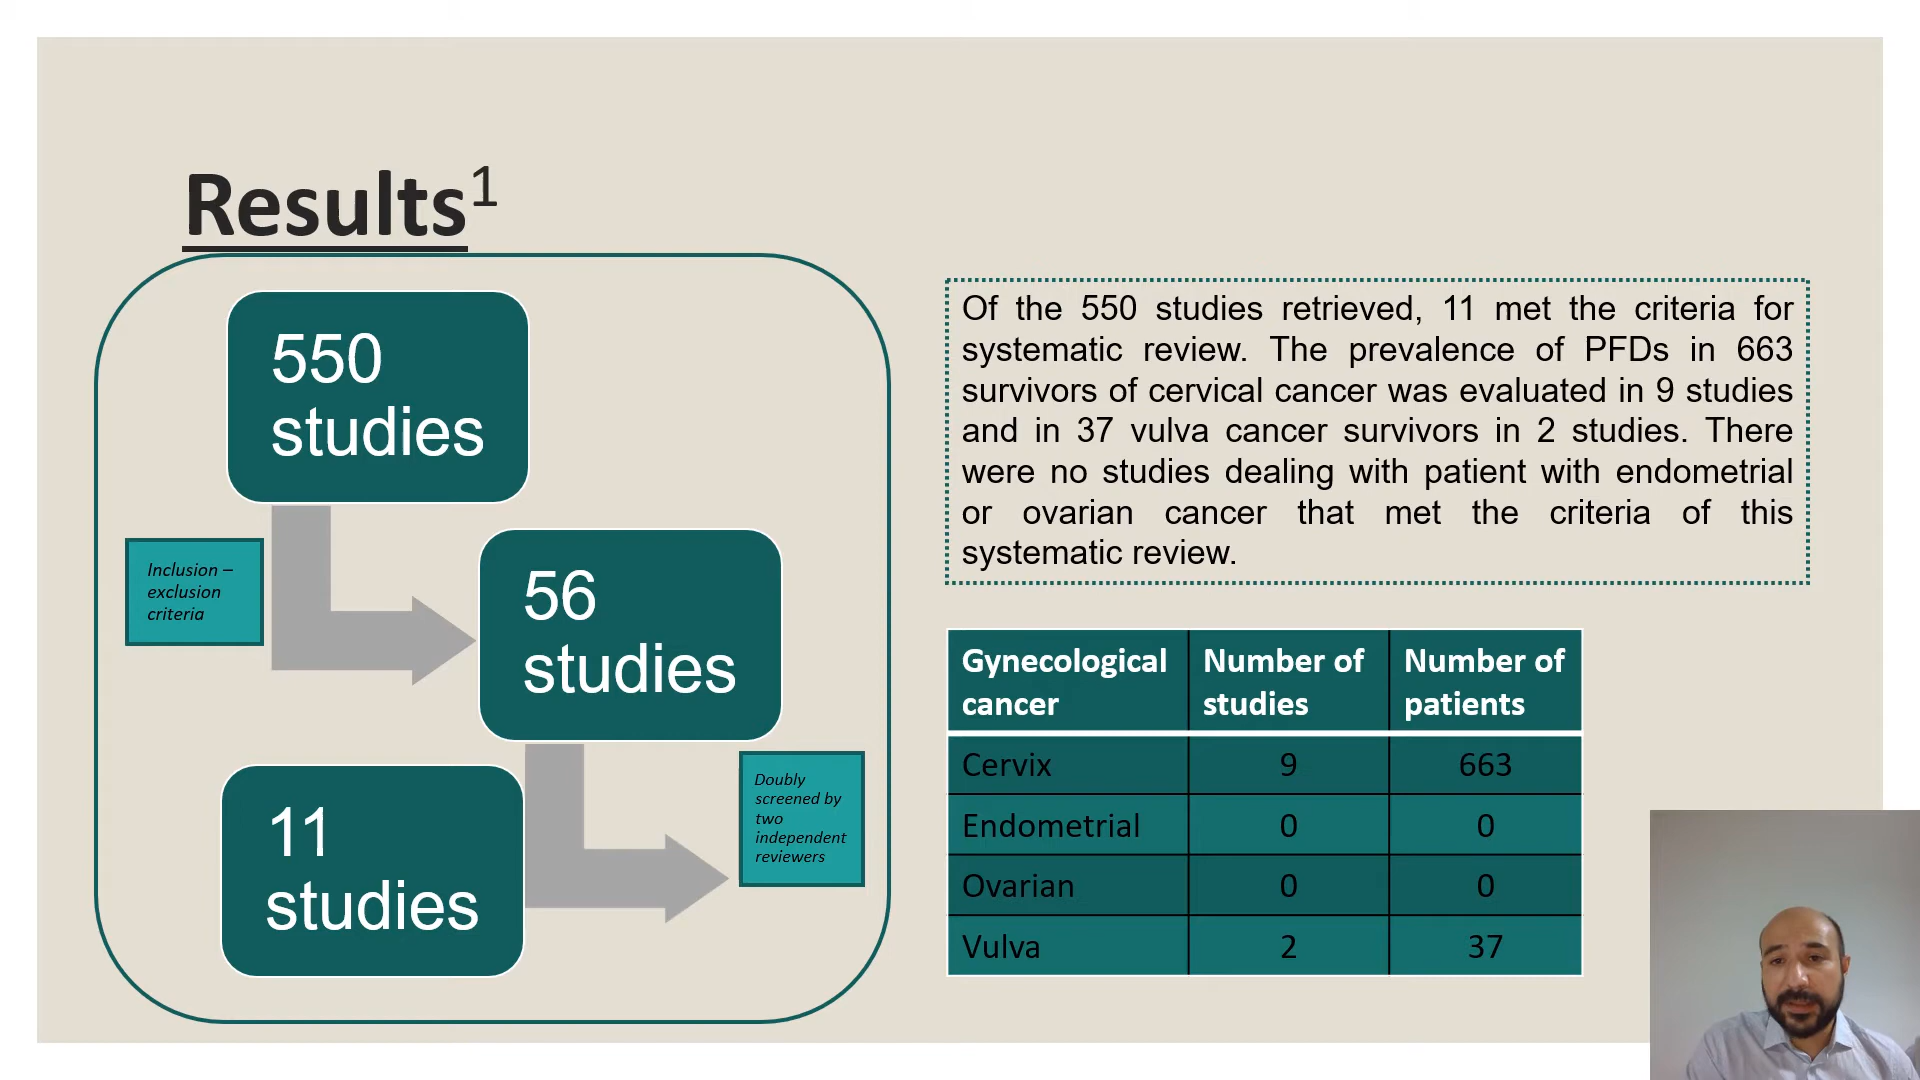 Results1
550
studies
Inclusion –
exclusion
criteria
56
studies
11
studies
Doubly
screened by
two
independent
reviewers
Of the 550 studies retrieved, 11 met the criteria for
systematic review. The prevalence of PFDs in 663
survivors of cervical cancer was evaluated in 9 studies
and in 37 vulva cancer survivors in 2 studies. There
were no studies dealing with patient with endometrial
or ovarian cancer that met the criteria of this
systematic review.
Gynecological cancer Number of studies Number of patients
Cervix 9 663
Endometrial 0 0
Ovarian 0 0
Vulva 2 37